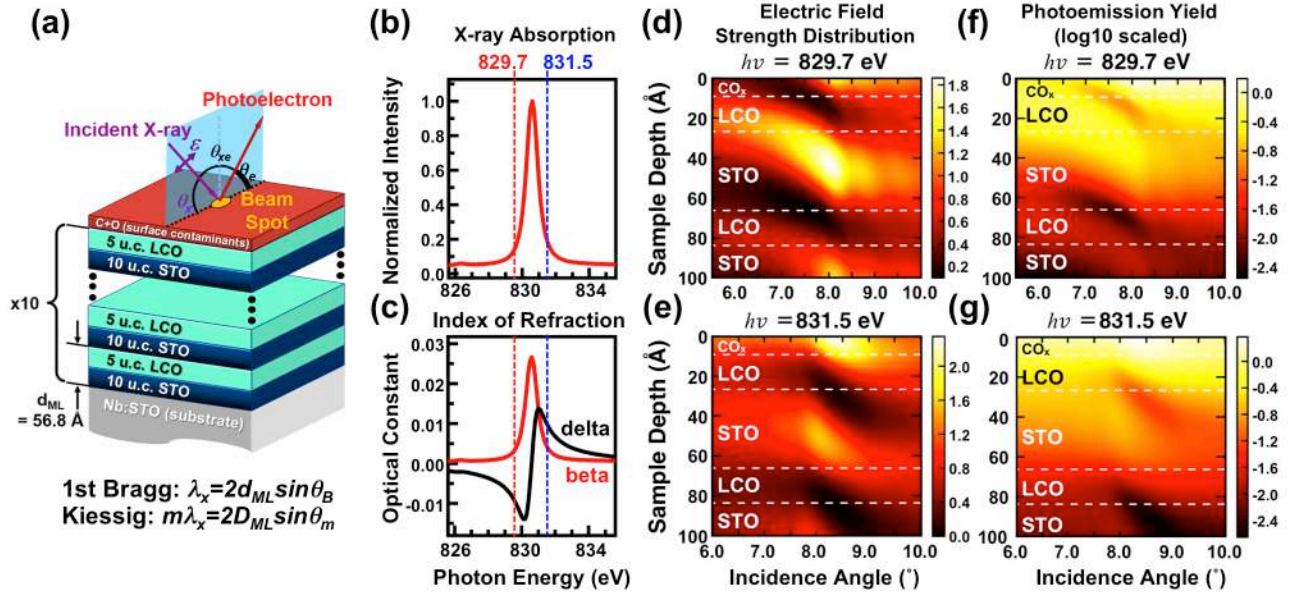 (a)
Photoelectron
Incident X-ray
ε
θxe
θe
θx
Beam
Spot
C+O (surface contaminants)
5 u.c. LCO
10 u.c. STO
x10
5 u.c. LCO
10 u.c. STO
5 u.c. LCO
10 u.c. STO
dML
= 56.8 Å
Nb:STO (substrate)
1st Bragg: λx=2dMLsinθB
Kiessig: mλx=2DMLsinθm
(b)
X-ray Absorption
829.7 831.5
Normalized Intensity
1.0
0.8
0.6
0.4
0.2
0.0
826 830 834
(c)
Index of Refraction
Optical Constant
0.03
0.02
0.01
0.00
-0.01
delta
beta
826 830 834
Photon Energy (eV)
(d)
Electric Field
Strength Distribution
hν = 829.7 eV
Sample Depth (Å)
0
20
40
60
80
100
COx
LCO
STO
LCO
STO
6.0 7.0 8.0 9.0 10.0
1.8
1.6
1.4
1.2
1.0
0.8
0.6
0.4
0.2
(e)
hν = 831.5 eV
Sample Depth (Å)
0
20
40
60
80
100
COx
LCO
STO
LCO
STO
6.0 7.0 8.0 9.0 10.0
Incidence Angle (°)
2.0
1.6
1.2
0.8
0.4
0.0
(f)
Photoemission Yield
(log10 scaled)
hν = 829.7 eV
0
20
40
60
80
100
COx
LCO
STO
LCO
STO
6.0 7.0 8.0 9.0 10.0
0.0
-0.4
-0.8
-1.2
-1.6
-2.0
-2.4
(g)
hν = 831.5 eV
0
20
40
60
80
100
COx
LCO
STO
LCO
STO
6.0 7.0 8.0 9.0 10.0
Incidence Angle (°)
0.0
-0.4
-0.8
-1.2
-1.6
-2.0
-2.4